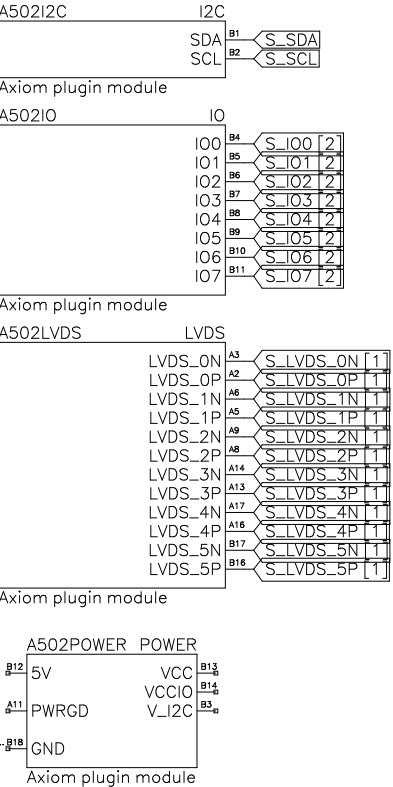 A502I2C I2C
SDA B1 S_SDA
SCL B2 S_SCL
Axiom plugin module
A502IO IO
IO0 B4 S_IO0 [2]
IO1 B5 S_IO1 [2]
IO2 B6 S_IO2 [2]
IO3 B7 S_IO3 [2]
IO4 B8 S_IO4 [2]
IO5 B9 S_IO5 [2]
IO6 B10 S_IO6 [2]
IO7 B11 S_IO7 [2]
Axiom plugin module
A502LVDS LVDS
LVDS_0N A3 S_LVDS_0N [1]
LVDS_0P A2 S_LVDS_0P [1]
LVDS_1N A6 S_LVDS_1N [1]
LVDS_1P A5 S_LVDS_1P [1]
LVDS_2N A9 S_LVDS_2N [1]
LVDS_2P A8 S_LVDS_2P [1]
LVDS_3N A14 S_LVDS_3N [1]
LVDS_3P A13 S_LVDS_3P [1]
LVDS_4N A17 S_LVDS_4N [1]
LVDS_4P A16 S_LVDS_4P [1]
LVDS_5N B17 S_LVDS_5N [1]
LVDS_5P B16 S_LVDS_5P [1]
Axiom plugin module
A502POWER POWER
B12 5V VCC B13
VCCIO B14
A11 PWRGD V_I2C B3
B18 GND
Axiom plugin module